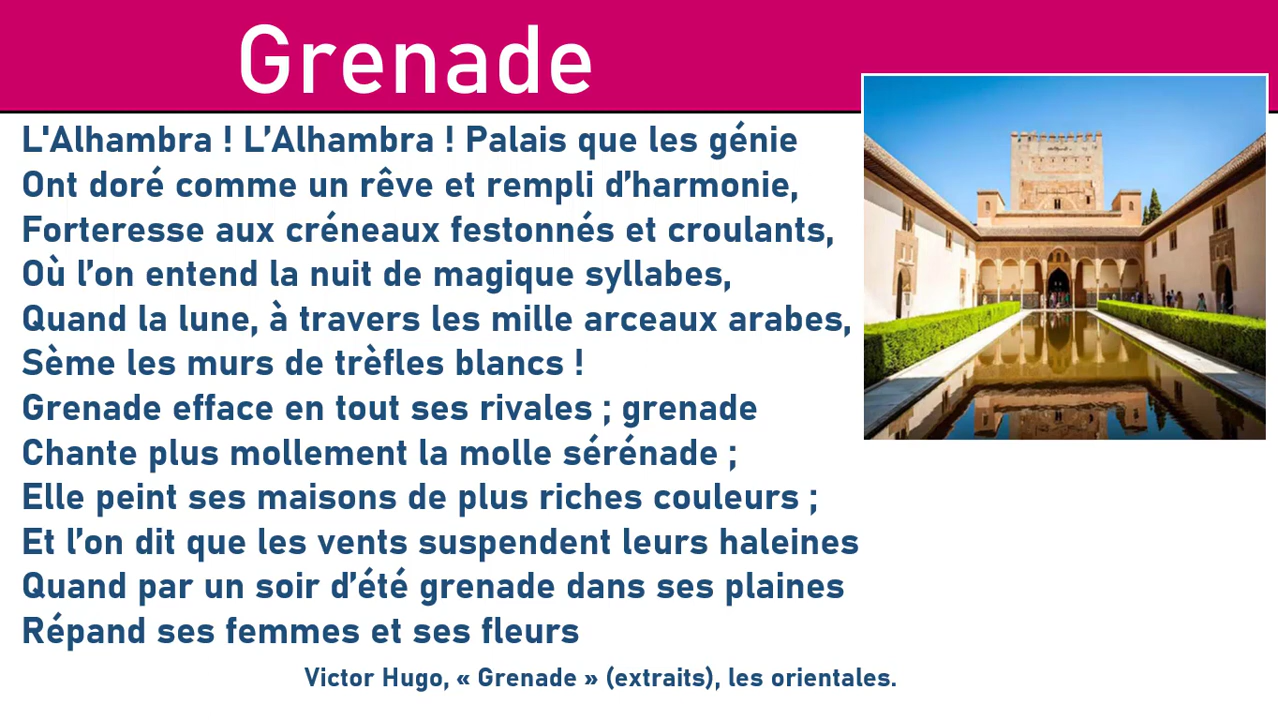 Grenade
L'Alhambra ! L’Alhambra ! Palais que les génie
Ont doré comme un rêve et rempli d’harmonie,
Forteresse aux créneaux festonnés et croulants,
Où l’on entend la nuit de magique syllabes,
Quand la lune, à travers les mille arceaux arabes,
Sème les murs de trèfles blancs !
Grenade efface en tout ses rivales ; grenade
Chante plus mollement la molle sérénade ;
Elle peint ses maisons de plus riches couleurs ;
Et l’on dit que les vents suspendent leurs haleines
Quand par un soir d’été grenade dans ses plaines
Répand ses femmes et ses fleurs
Victor Hugo, « Grenade » (extraits), les orientales.